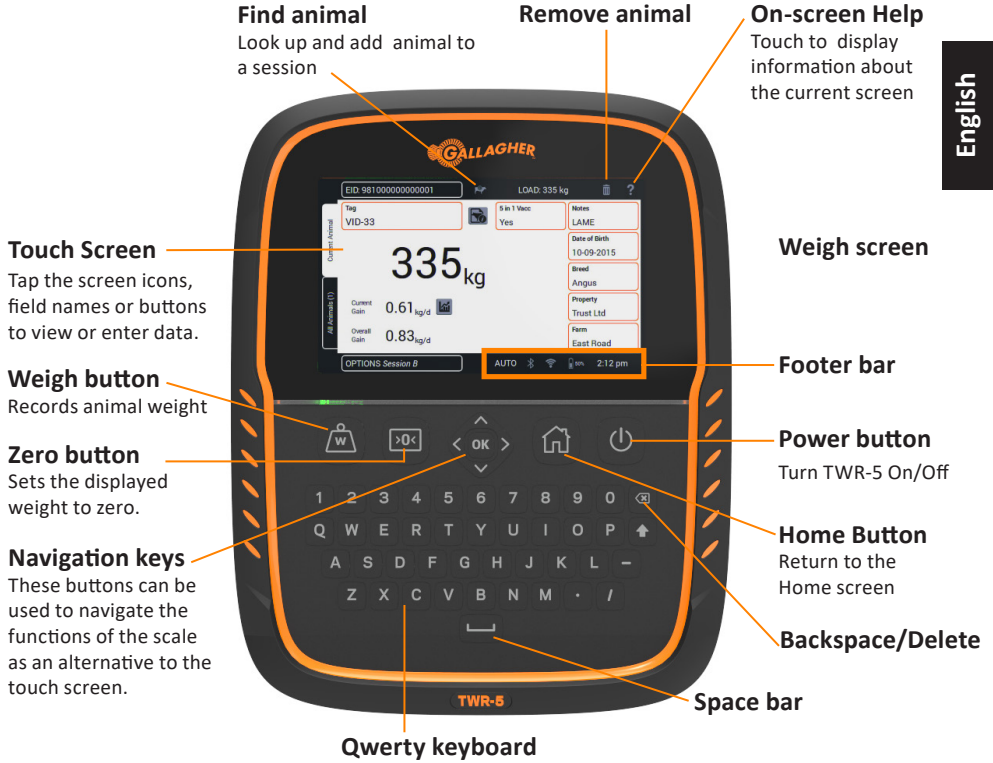 Find animal
Look up and add animal to
a session
Remove animal
On-screen Help
Touch to display
information about
the current screen
English
GALLAGHER
EID: 981000000000001
LOAD: 335 kg
?
Current Animal
All Animals (1)
Tag
VID-33
5 in 1 Vacc
Yes
Notes
LAME
Date of Birth
10-09-2015
Breed
Angus
Property
Trust Ltd
Farm
East Road
335kg
Current
Gain
0.61kg/d
Overall
Gain
0.83kg/d
OPTIONS Session B
AUTO
50%
2:12 pm
Touch Screen
Tap the screen icons,
field names or buttons
to view or enter data.
Weigh button
Records animal weight
Zero button
Sets the displayed
weight to zero.
Navigation keys
These buttons can be
used to navigate the
functions of the scale
as an alternative to the
touch screen.
Weigh screen
Footer bar
Power button
Turn TWR-5 On/Off
Home Button
Return to the
Home screen
Backspace/Delete
Space bar
Qwerty keyboard
W
>0<
< OK >
1 2 3 4 5 6 7 8 9 0
Q W E R T Y U I O P
A S D F G H J K L -
Z X C V B N M . /
TWR-5